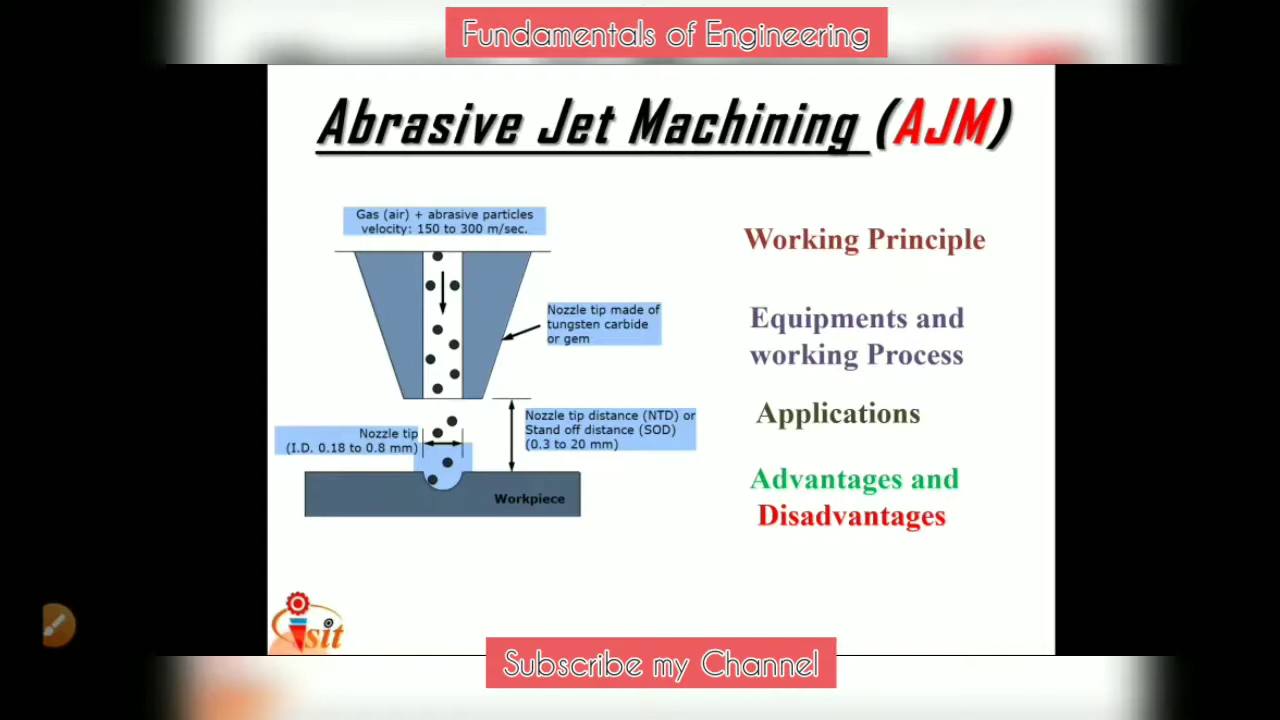 Fundamentals of Engineering
Abrasive Jet Machining (AJM)
Gas (air) + abrasive particles
velocity: 150 to 300 m/sec.
Nozzle tip made of
tungsten carbide
or gem
Nozzle tip distance (NTD) or
Stand off distance (SOD)
(0.3 to 20 mm)
Nozzle tip
(I.D. 0.18 to 0.8 mm)
Workpiece
Working Principle
Equipments and
working Process
Applications
Advantages and
Disadvantages
isit
Subscribe my Channel